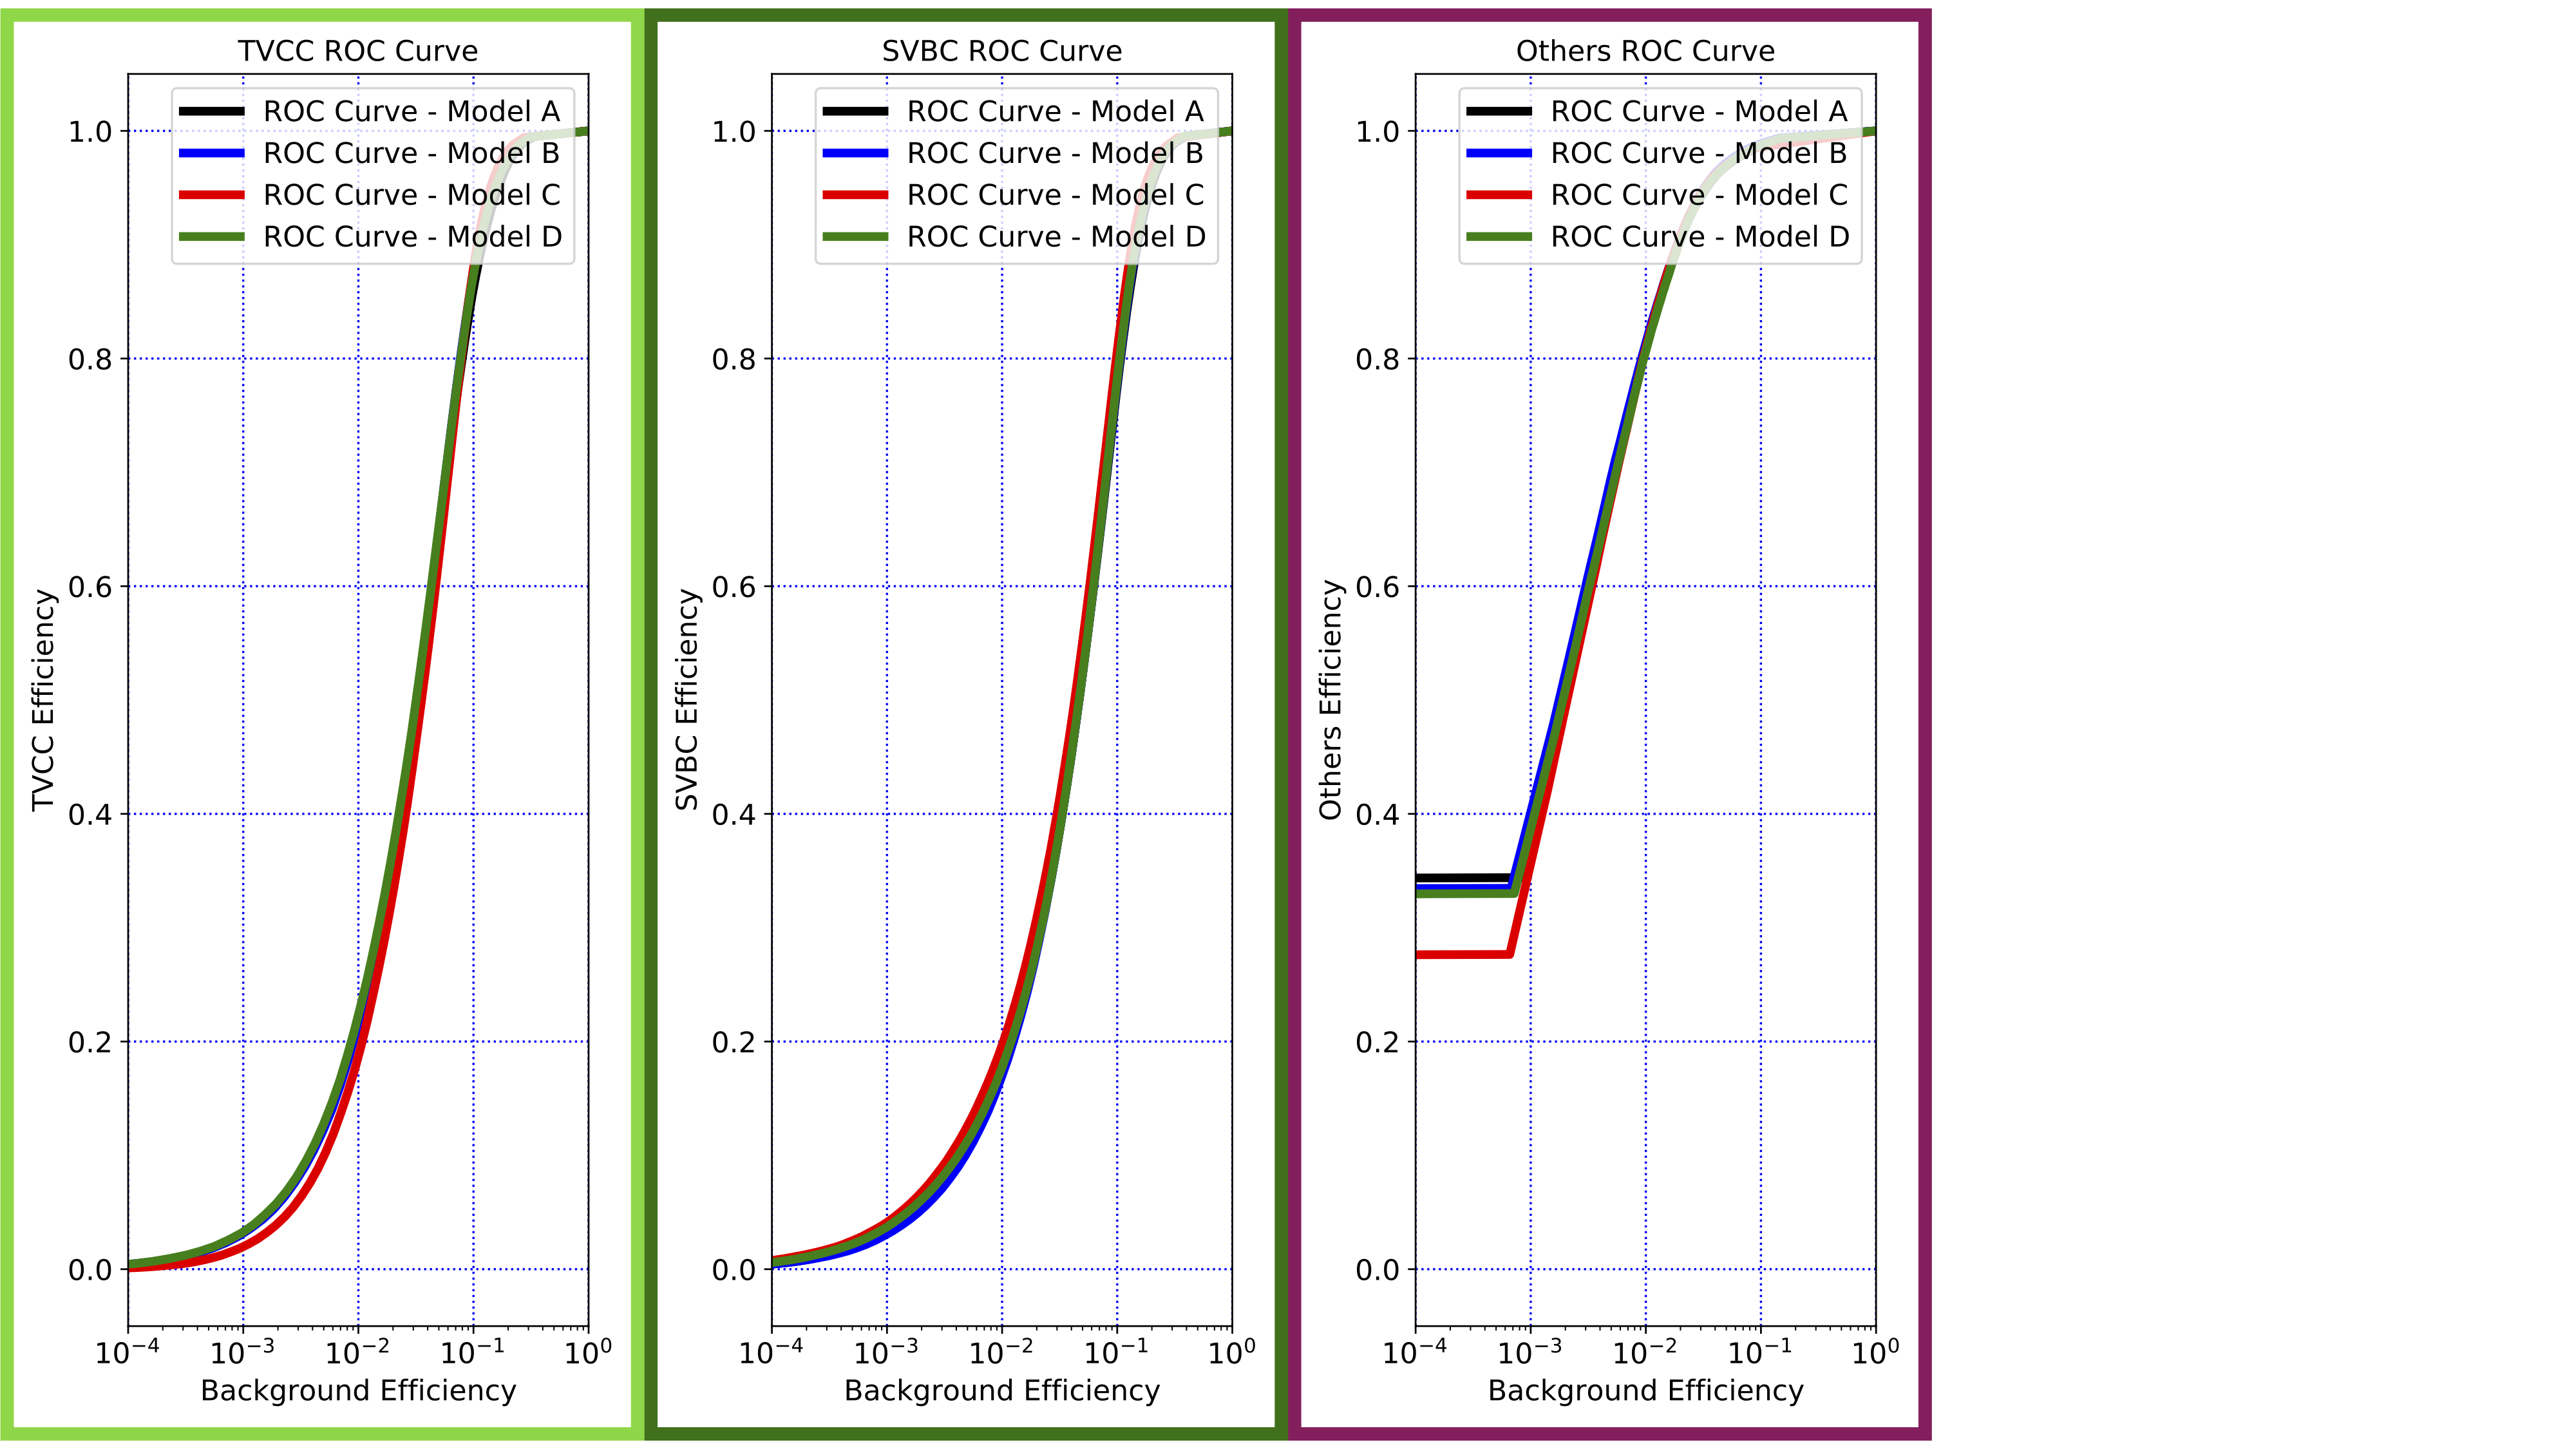 TVCC ROC Curve
ROC Curve - Model A
ROC Curve - Model B
ROC Curve - Model C
ROC Curve - Model D
1.0
0.8
0.6
0.4
0.2
0.0
TVCC Efficiency
10⁻⁴ 10⁻³ 10⁻² 10⁻¹ 10⁰
Background Efficiency
SVBC ROC Curve
ROC Curve - Model A
ROC Curve - Model B
ROC Curve - Model C
ROC Curve - Model D
1.0
0.8
0.6
0.4
0.2
0.0
SVBC Efficiency
10⁻⁴ 10⁻³ 10⁻² 10⁻¹ 10⁰
Background Efficiency
Others ROC Curve
ROC Curve - Model A
ROC Curve - Model B
ROC Curve - Model C
ROC Curve - Model D
1.0
0.8
0.6
0.4
0.2
0.0
Others Efficiency
10⁻⁴ 10⁻³ 10⁻² 10⁻¹ 10⁰
Background Efficiency